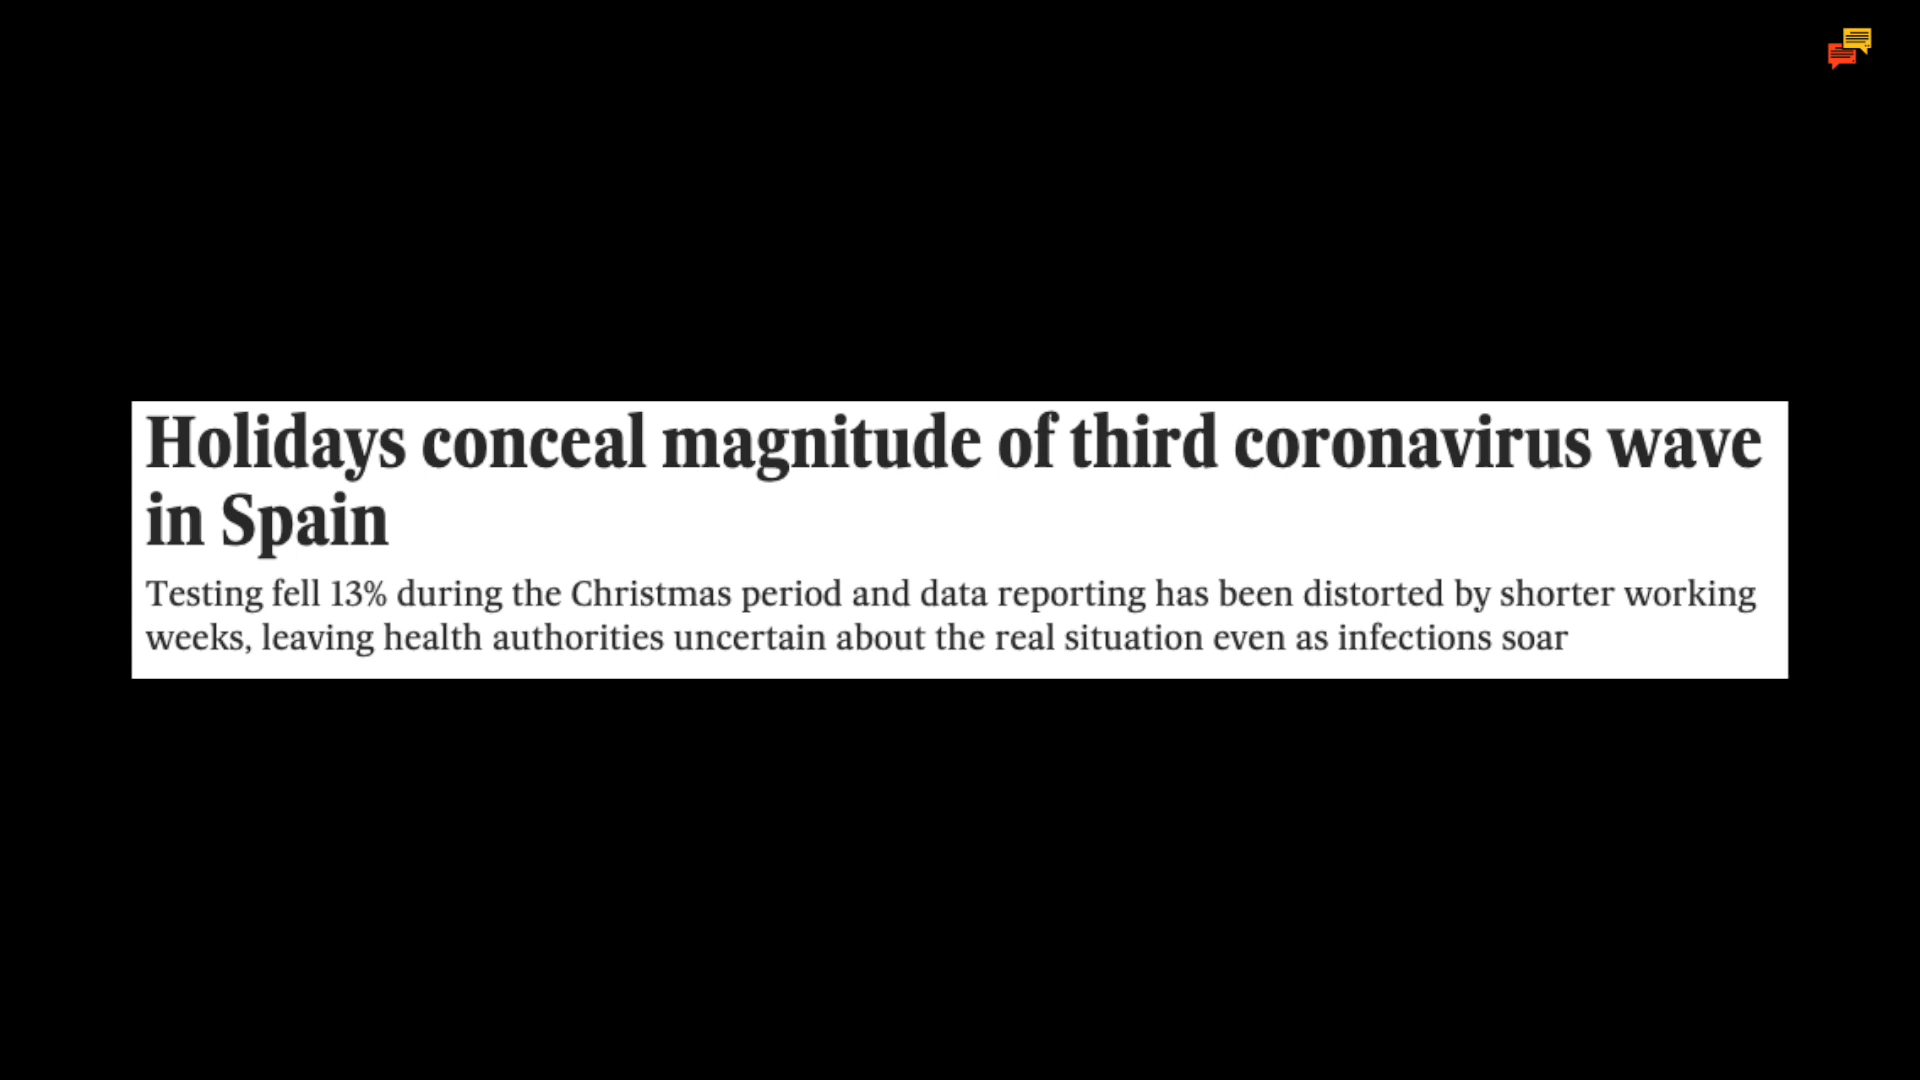 Holidays conceal magnitude of third coronavirus wave
in Spain
Testing fell 13% during the Christmas period and data reporting has been distorted by shorter working
weeks, leaving health authorities uncertain about the real situation even as infections soar